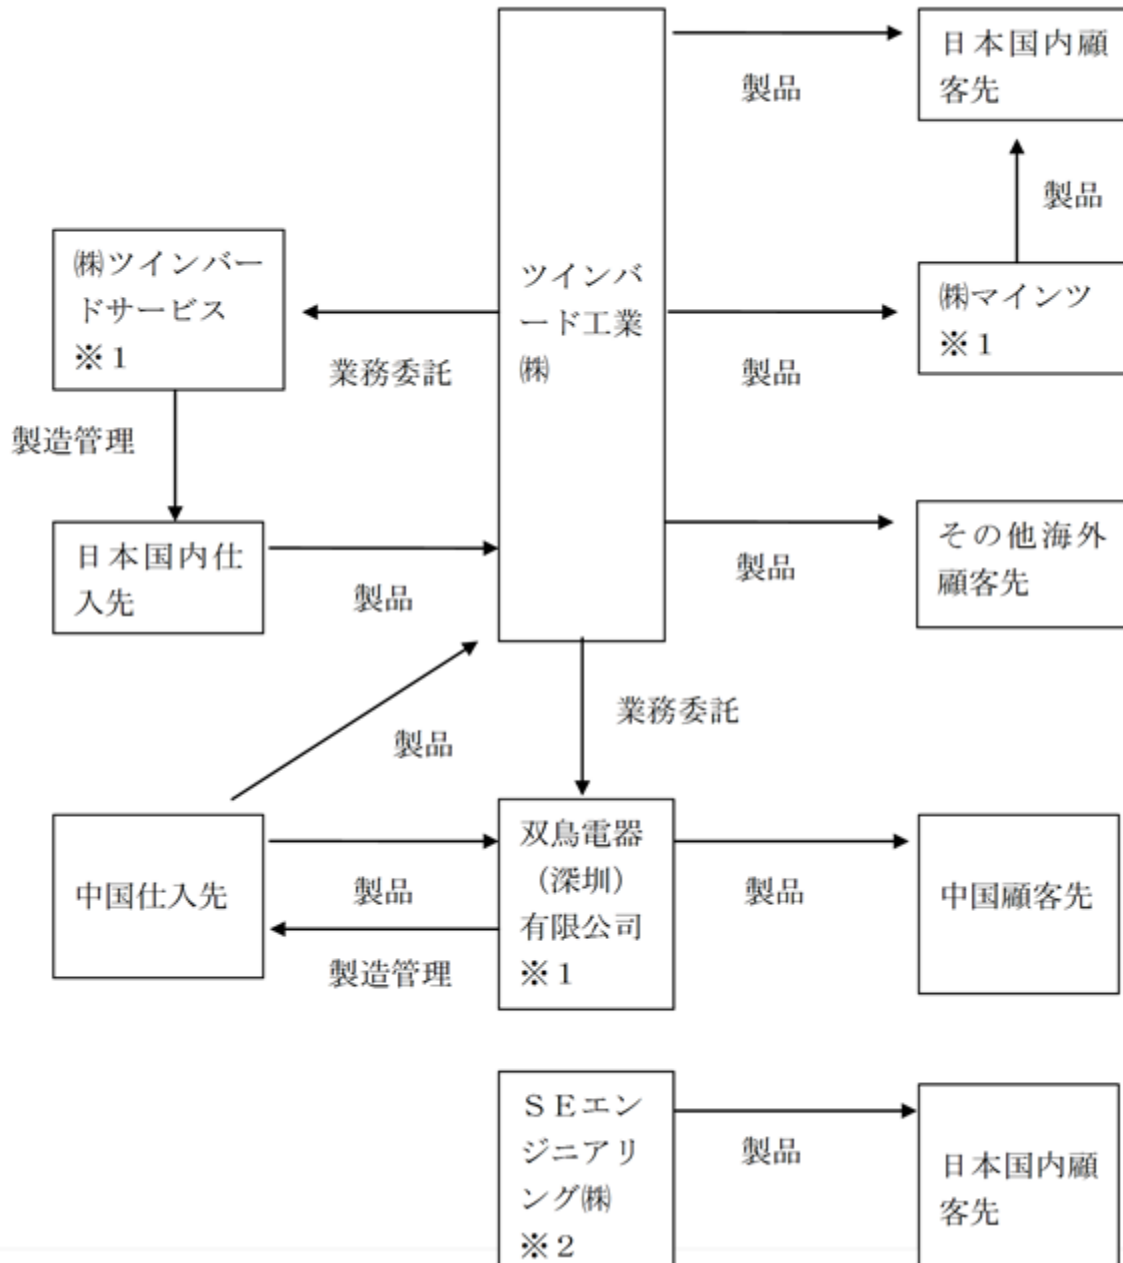 日本国内顧
客先
製品
製品
㈱ツインバー
ドサービス
※１
業務委託
ツインバ
ード工業
㈱
製品
㈱マインツ
※１
製造管理
日本国内仕
入先
製品
製品
その他海外
顧客先
業務委託
製品
中国仕入先
製品
製造管理
双鳥電器
（深圳）
有限公司
※１
製品
中国顧客先
ＳＥエン
ジニアリ
ング㈱
※２
製品
日本国内顧
客先